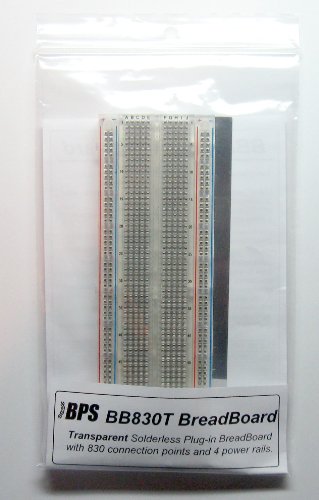 A B C D E F G H I J
BPS BB830T BreadBoard
Transparent Solderless Plug-in BreadBoard
with 830 connection points and 4 power rails.